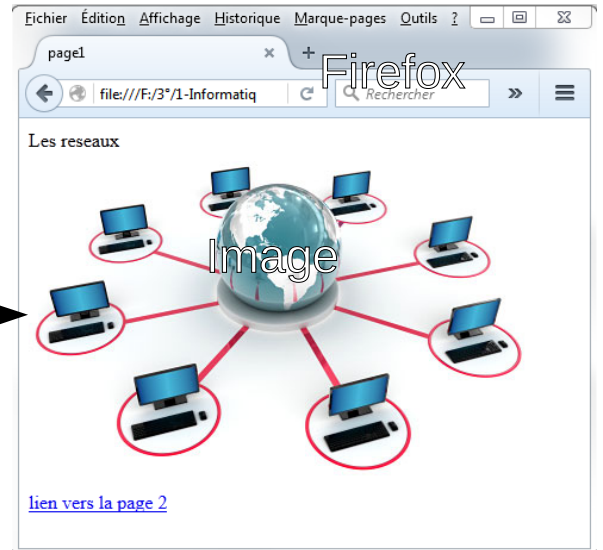 Fichier Édition Affichage Historique Marque-pages Outils ?
page1
Firefox
file:///F:/3°/1-Informatiq Rechercher
Les reseaux
Image
lien vers la page 2